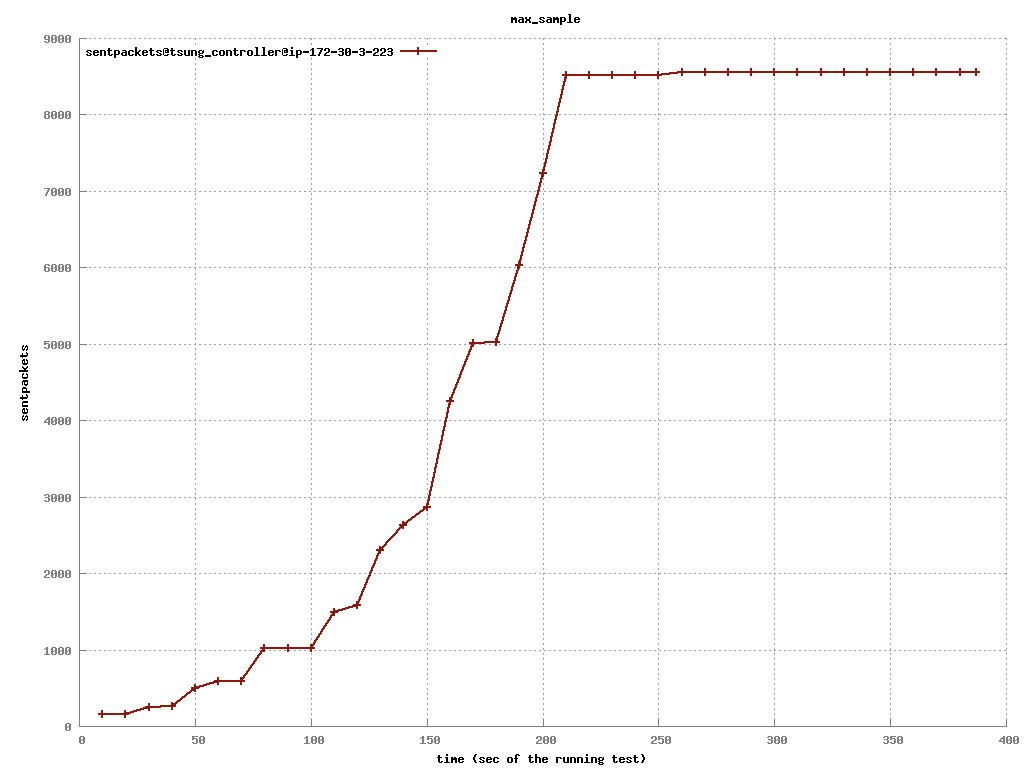 max_sample
sentpackets@tsung_controller@ip-172-30-3-223
9000
8000
7000
6000
5000
4000
3000
2000
1000
0
sentpackets
0 50 100 150 200 250 300 350 400
time (sec of the running test)